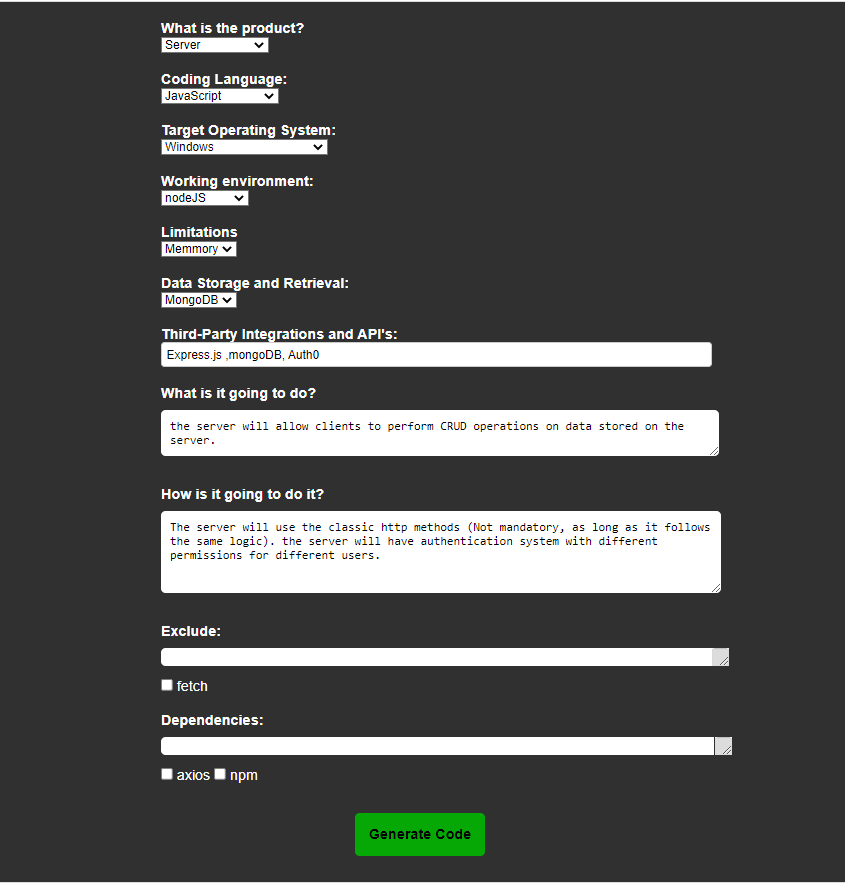 What is the product?
Server
Coding Language:
JavaScript
Target Operating System:
Windows
Working environment:
nodeJS
Limitations
Memmory
Data Storage and Retrieval:
MongoDB
Third-Party Integrations and API's:
Express.js ,mongoDB, Auth0
What is it going to do?
the server will allow clients to perform CRUD operations on data stored on the
server.
How is it going to do it?
The server will use the classic http methods (Not mandatory, as long as it follows
the same logic). the server will have authentication system with different
permissions for different users.
Exclude:
fetch
Dependencies:
axios npm
Generate Code